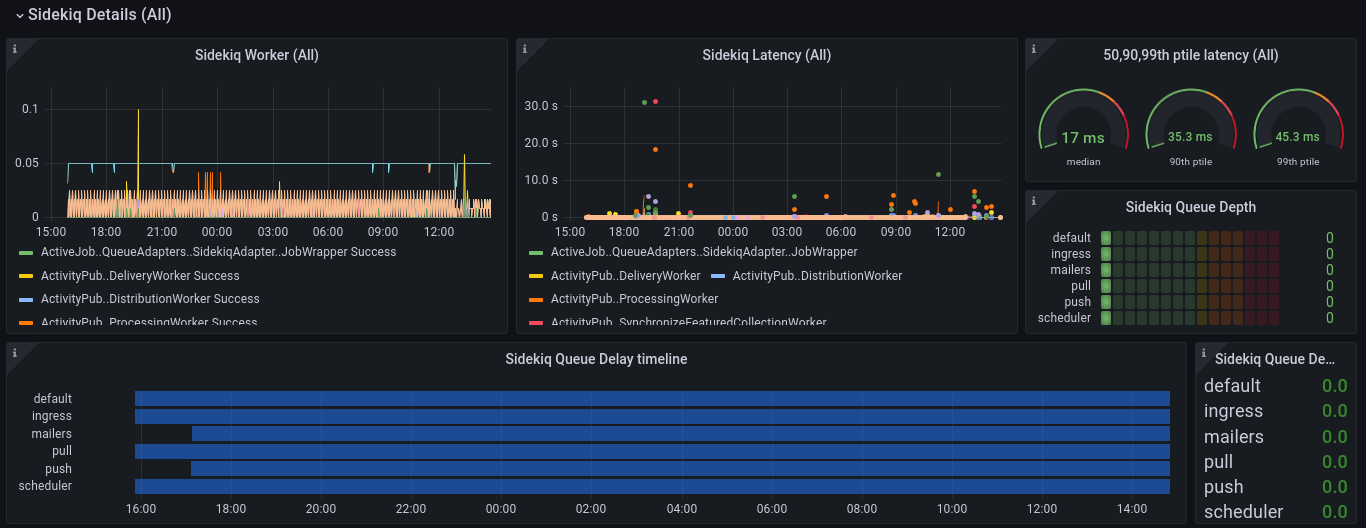 Sidekiq Details (All)
Sidekiq Worker (All)
0.1
0.05
0
15:00 18:00 21:00 00:00 03:00 06:00 09:00 12:00
ActiveJob..QueueAdapters..SidekiqAdapter..JobWrapper Success
ActivityPub..DeliveryWorker Success
ActivityPub..DistributionWorker Success
ActivityPub..ProcessingWorker Success
Sidekiq Latency (All)
30.0 s
20.0 s
10.0 s
0 s
15:00 18:00 21:00 00:00 03:00 06:00 09:00 12:00
ActiveJob..QueueAdapters..SidekiqAdapter..JobWrapper
ActivityPub..DeliveryWorker ActivityPub..DistributionWorker
ActivityPub..ProcessingWorker
ActivityPub..SynchronizeFeaturedCollectionWorker
50,90,99th ptile latency (All)
17 ms 35.3 ms 45.3 ms
median 90th ptile 99th ptile
Sidekiq Queue Depth
default 0
ingress 0
mailers 0
pull 0
push 0
scheduler 0
Sidekiq Queue Delay timeline
default
ingress
mailers
pull
push
scheduler
16:00 18:00 20:00 22:00 00:00 02:00 04:00 06:00 08:00 10:00 12:00 14:00
Sidekiq Queue De...
default 0.0
ingress 0.0
mailers 0.0
pull 0.0
push 0.0
scheduler 0.0